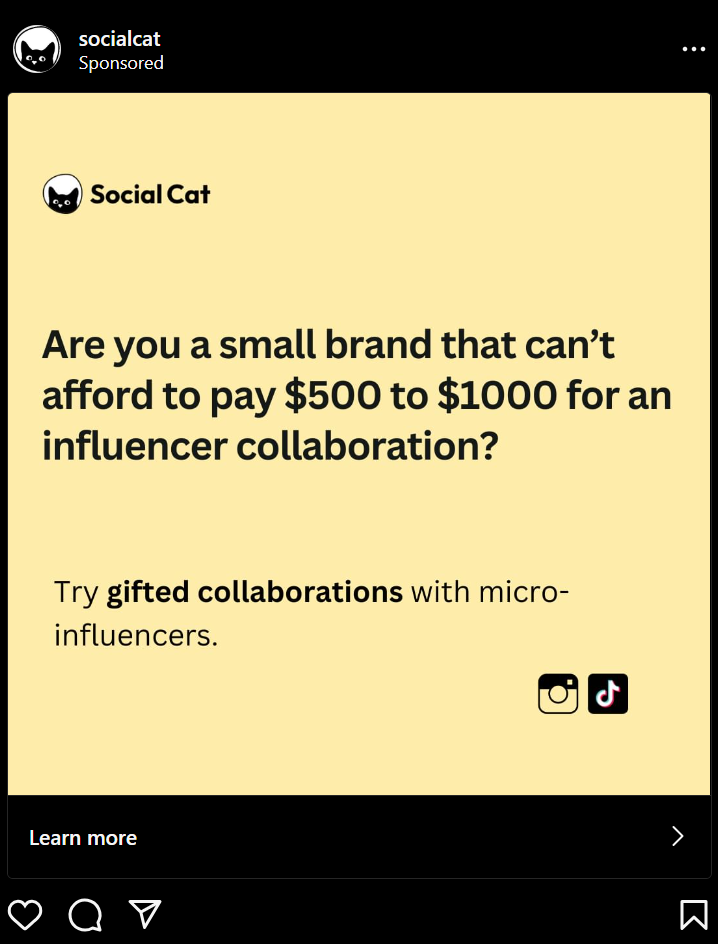 socialcat
Sponsored
Social Cat
Are you a small brand that can’t
afford to pay $500 to $1000 for an
influencer collaboration?
Try gifted collaborations with micro-
influencers.
Learn more